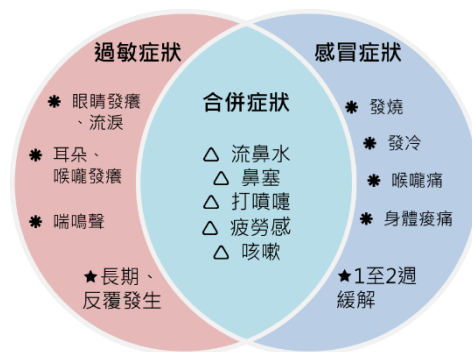 過敏症狀
✱ 眼睛發癢
、流淚
✱ 耳朵、
喉嚨發癢
✱ 喘鳴聲
★長期、
反覆發生
合併症狀
△ 流鼻水
△ 鼻塞
△ 打噴嚏
△ 疲勞感
△ 咳嗽
感冒症狀
✱ 發燒
✱ 發冷
✱ 喉嚨痛
✱ 身體痠痛
★1至2週
緩解